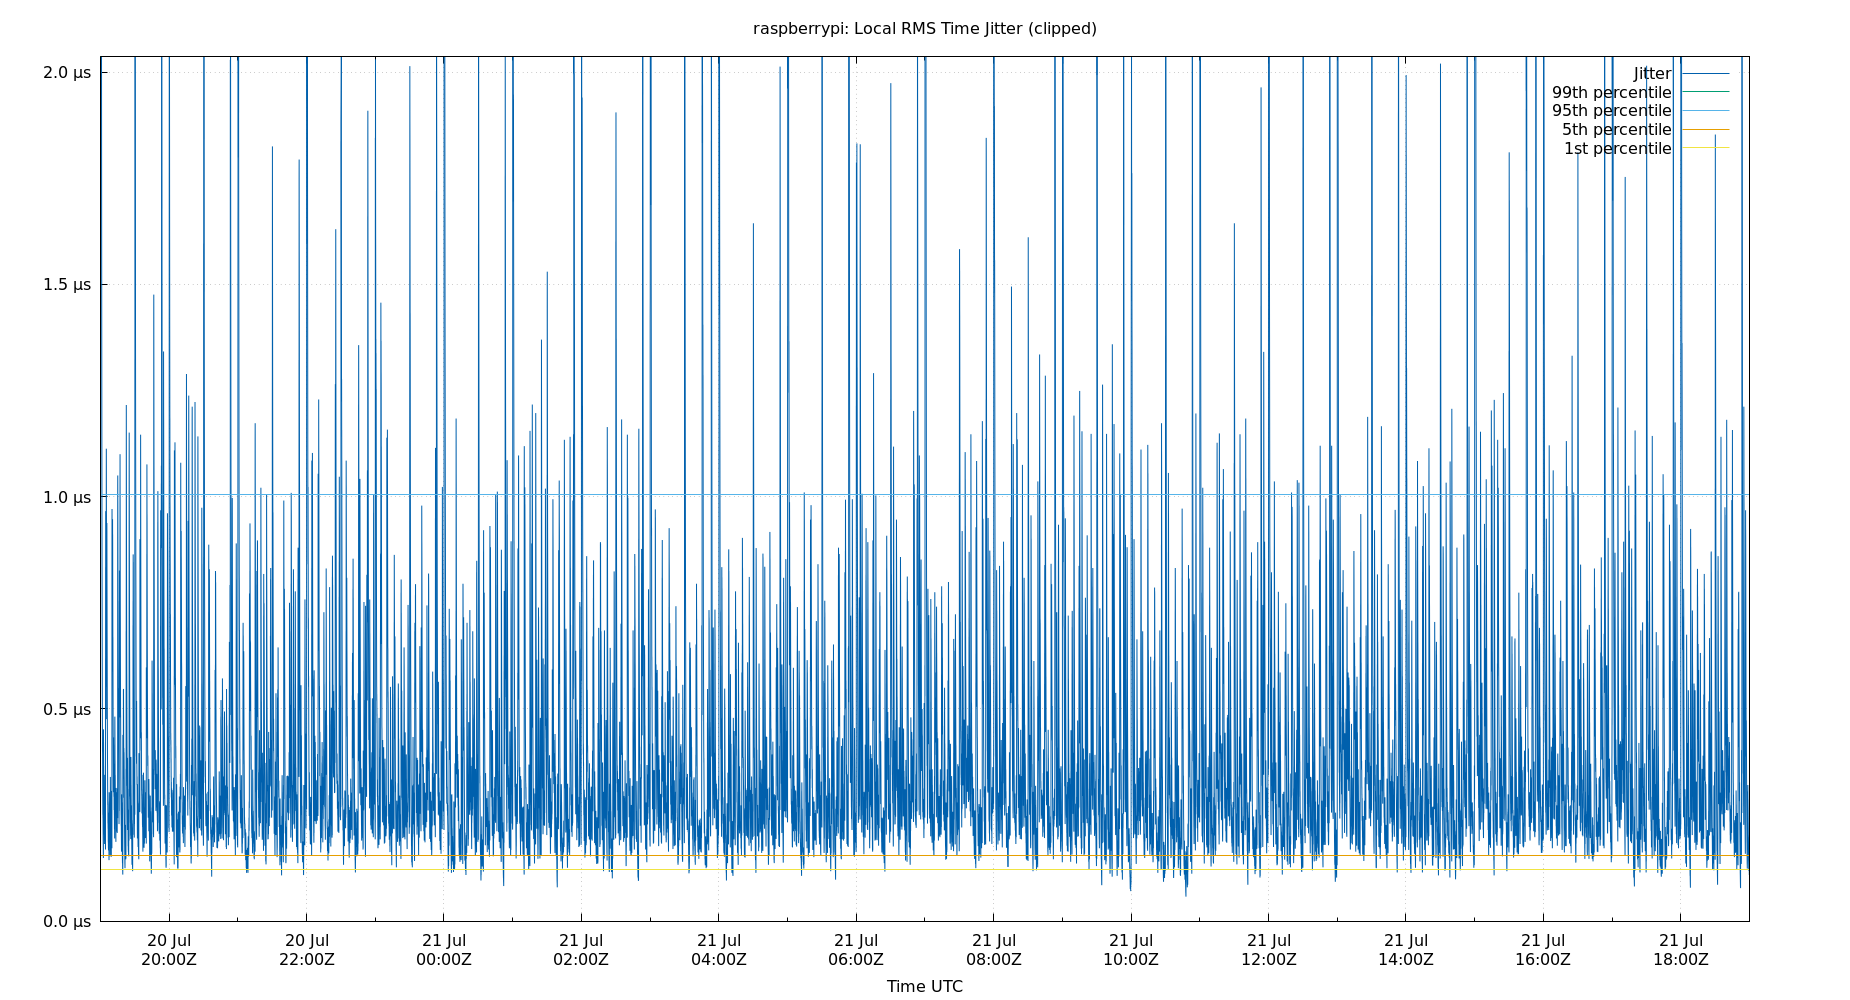 raspberrypi: Local RMS Time Jitter (clipped)
2.0 µs
1.5 µs
1.0 µs
0.5 µs
0.0 µs
Jitter
99th percentile
95th percentile
5th percentile
1st percentile
20 Jul 20 Jul 21 Jul 21 Jul 21 Jul 21 Jul 21 Jul 21 Jul 21 Jul 21 Jul 21 Jul 21 Jul
20:00Z 22:00Z 00:00Z 02:00Z 04:00Z 06:00Z 08:00Z 10:00Z 12:00Z 14:00Z 16:00Z 18:00Z
Time UTC